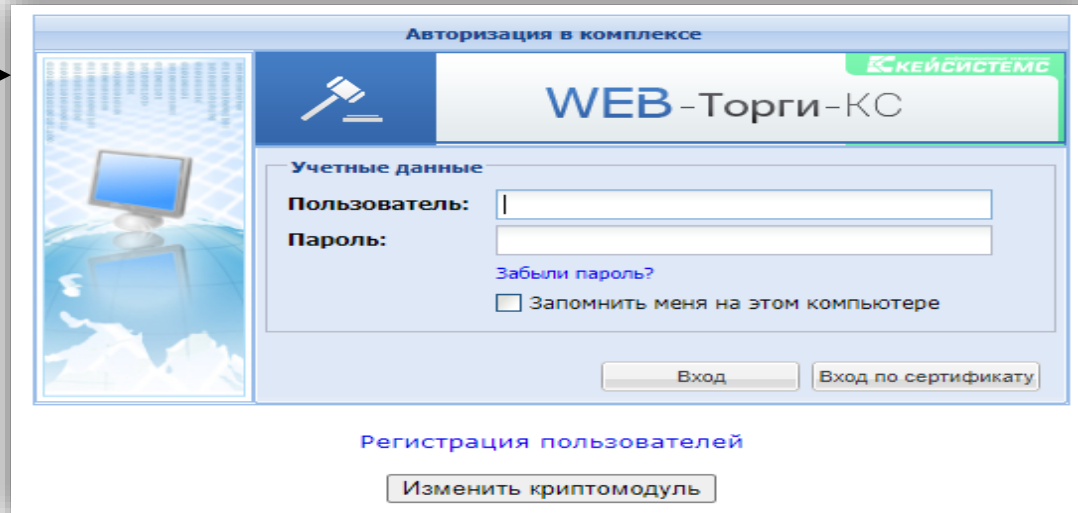 Авторизация в комплексе
КЕЙСИСТЕМС
WEB-Торги-КС
Учетные данные
Пользователь:
Пароль:
Забыли пароль?
Запомнить меня на этом компьютере
Вход
Вход по сертификату
Регистрация пользователей
Изменить криптомодуль